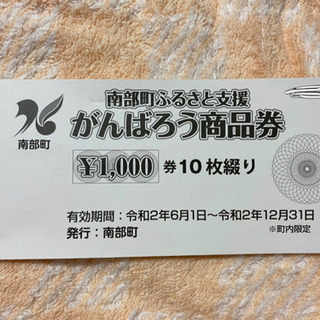 南部町ふるさと支援
がんばろう商品券
南部町
¥1,000 券10枚綴り
有効期間:令和2年6月1日〜令和2年12月31日
発行:南部町 ※町内限定